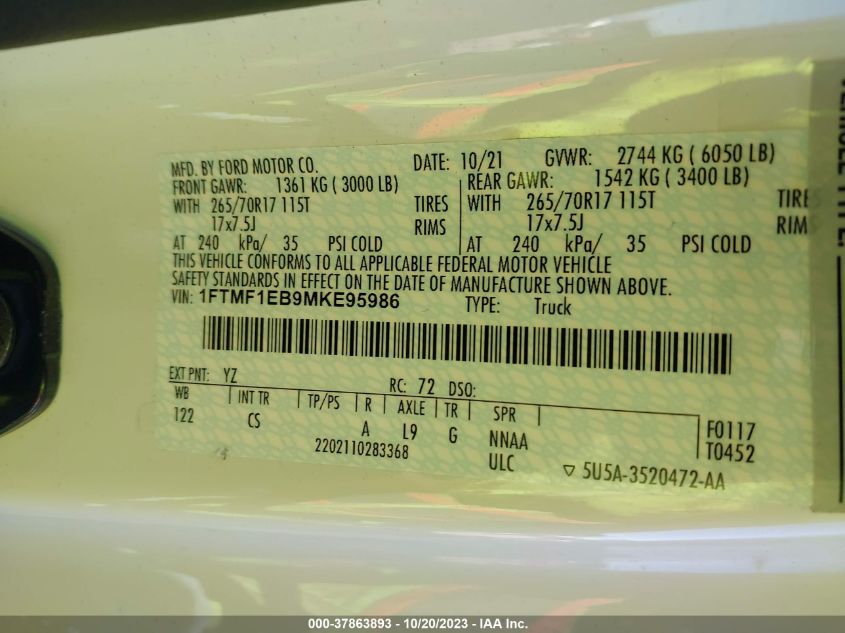 MFD. BY FORD MOTOR CO. DATE: 10/21 GVWR: 2744 KG ( 6050 LB)
FRONT GAWR: 1361 KG ( 3000 LB) REAR GAWR: 1542 KG ( 3400 LB)
WITH 265/70R17 115T TIRES WITH 265/70R17 115T TIRE
17x7.5J RIMS 17x7.5J RIM
AT 240 kPa/ 35 PSI COLD AT 240 kPa/ 35 PSI COLD
THIS VEHICLE CONFORMS TO ALL APPLICABLE FEDERAL MOTOR VEHICLE
SAFETY STANDARDS IN EFFECT ON THE DATE OF MANUFACTURE SHOWN ABOVE.
VIN: 1FTMF1EB9MKE95986 TYPE: Truck
EXT PNT: YZ RC: 72 DSO:
WB INT TR TP/PS R AXLE TR SPR
122 CS A L9 G NNAA F0117
2202110283368 ULC T0452
▽ 5U5A-3520472-AA
VEHICLE
000-37863893 - 10/20/2023 - IAA Inc.